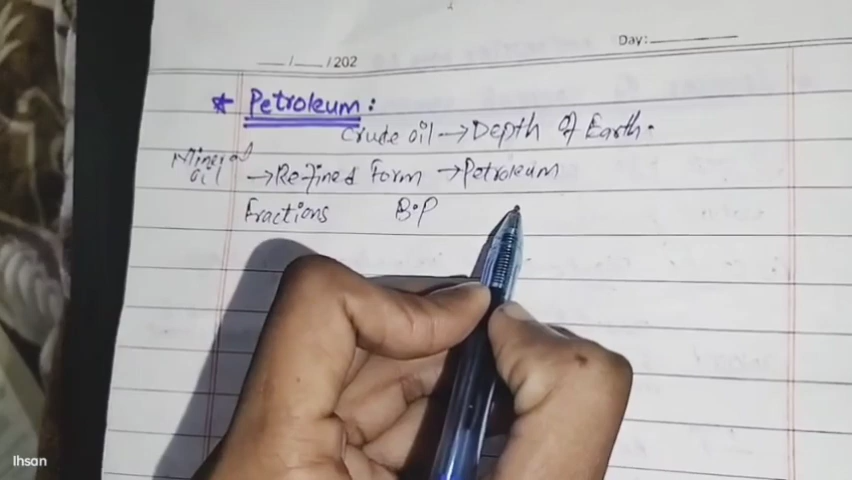 Day:
/ /202
* Petroleum:
Crude oil → Depth of Earth.
Mineral oil → Refined Form → Petroleum
Fractions B.P
Ihsan